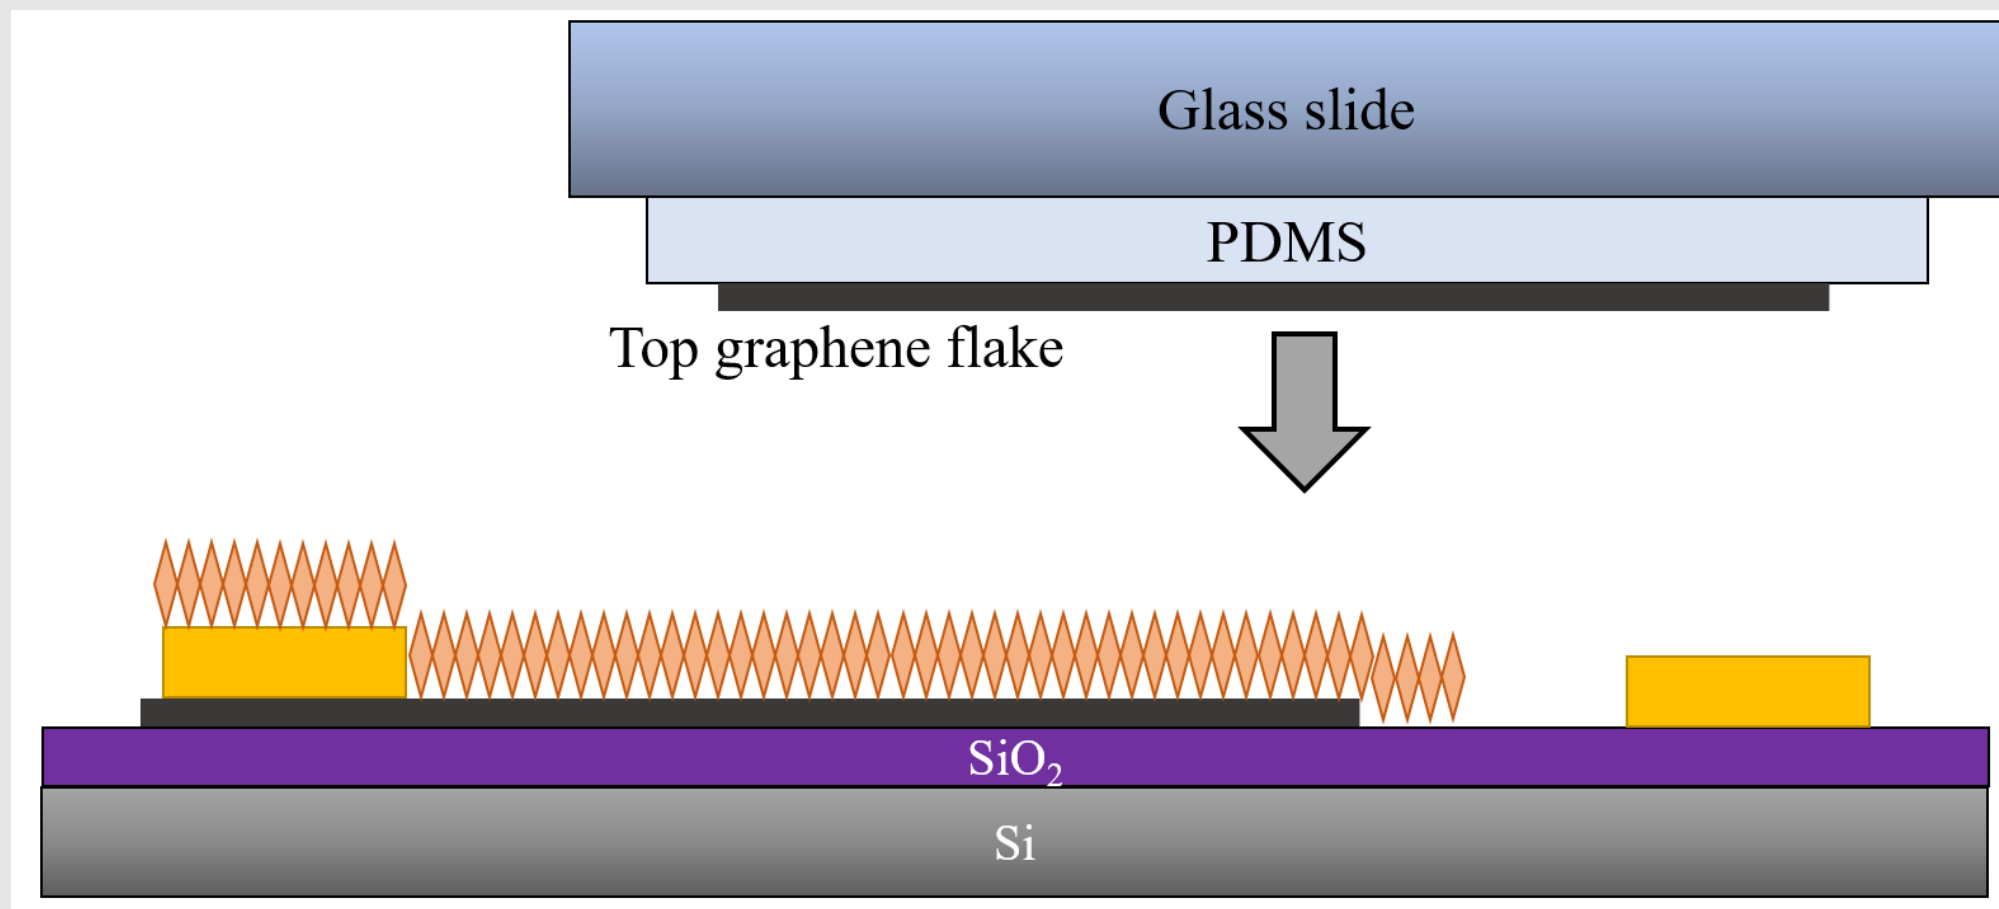 Glass slide
PDMS
Top graphene flake
SiO₂
Si